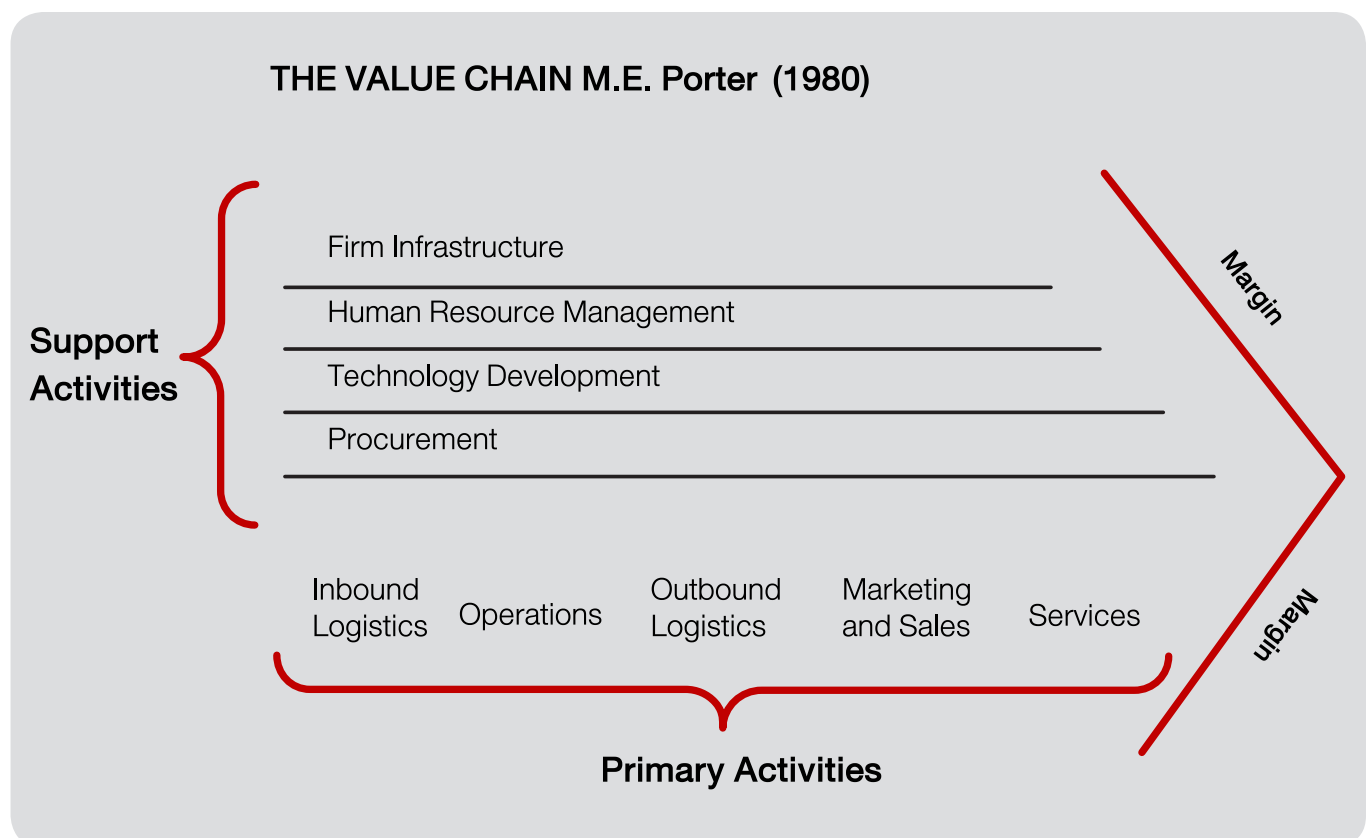 THE VALUE CHAIN M.E. Porter (1980)
Firm Infrastructure
Human Resource Management
Technology Development
Procurement
Support
Activities
Margin
Margin
Inbound
Logistics
Operations
Outbound
Logistics
Marketing
and Sales
Services
Primary Activities